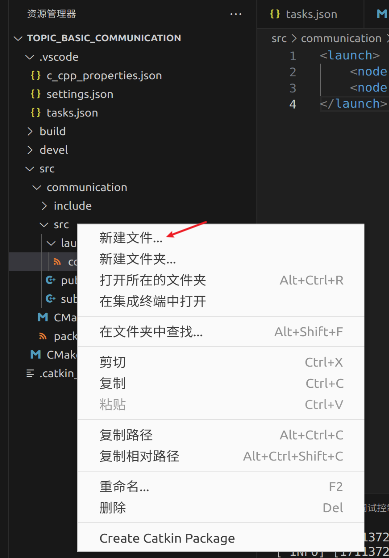 资源管理器
TOPIC_BASIC_COMMUNICATION
.vscode
c_cpp_properties.json
settings.json
tasks.json
build
devel
src
communication
include
src
lau
co
pub
sub
CMa
pack
CMake
.catkin_
tasks.json
CM
src > communication
1 <launch>
2 <node
3 <node
4 </launch>
新建文件...
新建文件夹...
打开所在的文件夹 Alt+Ctrl+R
在集成终端中打开
在文件夹中查找... Alt+Shift+F
剪切 Ctrl+X
复制 Ctrl+C
粘贴 Ctrl+V
复制路径 Alt+Ctrl+C
复制相对路径 Alt+Ctrl+Shift+C
重命名... F2
删除 Del
Create Catkin Package